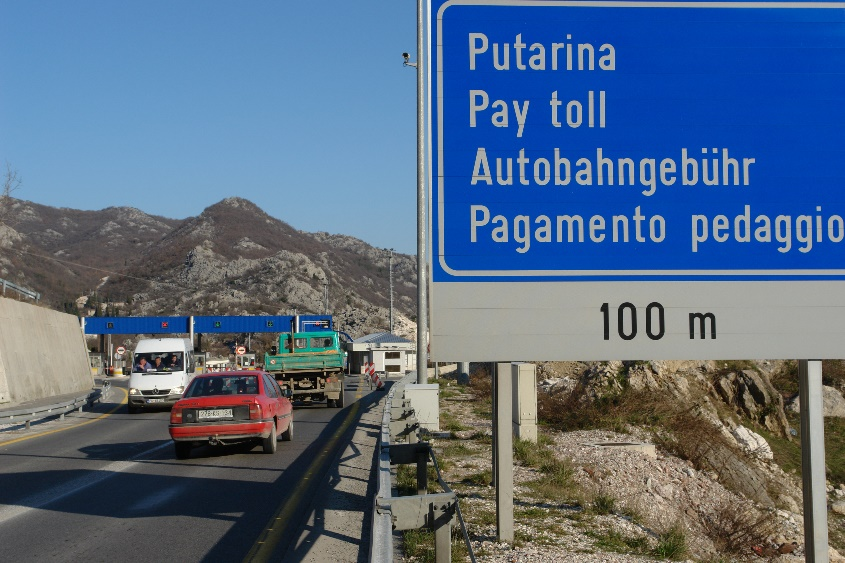 Putarina
Pay toll
Autobahngebühr
Pagamento pedaggio
100 m